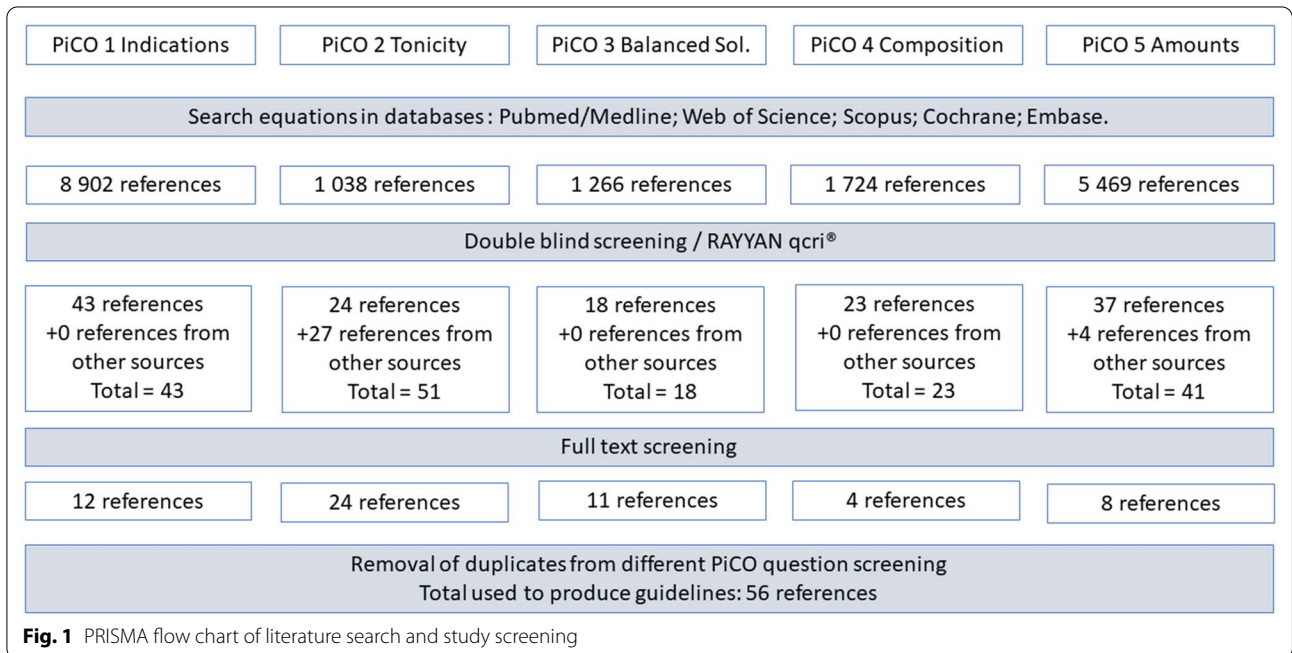 PiCO 1 Indications
PiCO 2 Tonicity
PiCO 3 Balanced Sol.
PiCO 4 Composition
PiCO 5 Amounts
Search equations in databases : Pubmed/Medline; Web of Science; Scopus; Cochrane; Embase.
8 902 references
1 038 references
1 266 references
1 724 references
5 469 references
Double blind screening / RAYYAN qcri®
43 references
+0 references from
other sources
Total = 43
24 references
+27 references from
other sources
Total = 51
18 references
+0 references from
other sources
Total = 18
23 references
+0 references from
other sources
Total = 23
37 references
+4 references from
other sources
Total = 41
Full text screening
12 references
24 references
11 references
4 references
8 references
Removal of duplicates from different PiCO question screening
Total used to produce guidelines: 56 references
Fig. 1 PRISMA flow chart of literature search and study screening